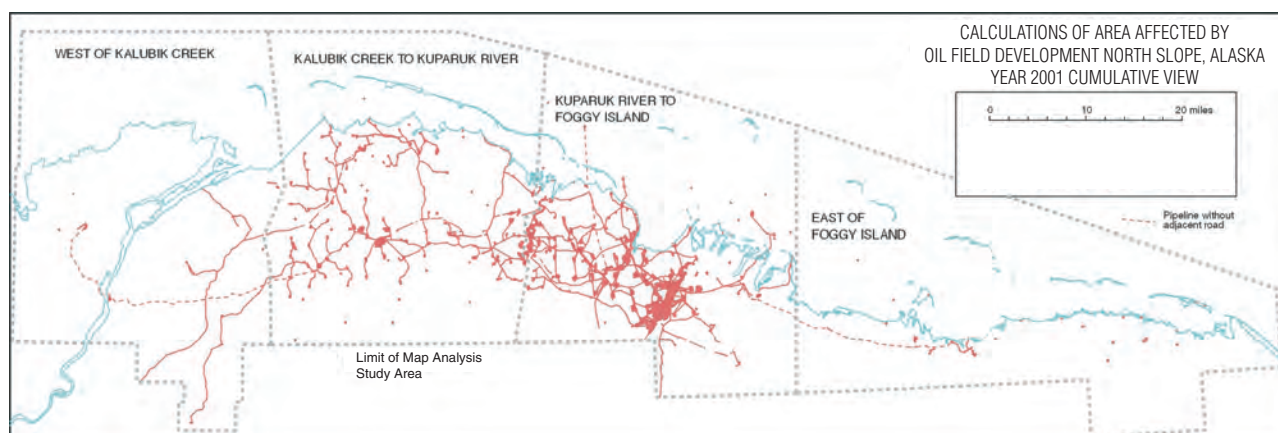 CALCULATIONS OF AREA AFFECTED BY
OIL FIELD DEVELOPMENT NORTH SLOPE, ALASKA
YEAR 2001 CUMULATIVE VIEW
WEST OF KALUBIK CREEK
KALUBIK CREEK TO KUPARUK RIVER
KUPARUK RIVER TO
FOGGY ISLAND
0 10 20 miles
EAST OF
FOGGY ISLAND
Pipeline without
adjacent road
Limit of Map Analysis
Study Area